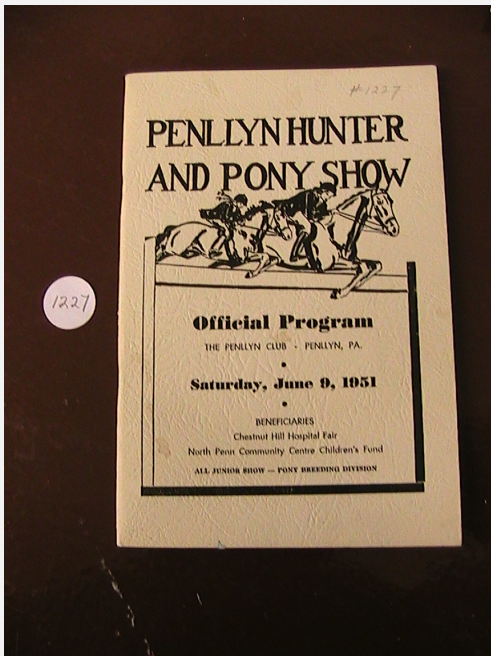 # 1227
PENLLYN HUNTER
AND PONY SHOW
1227
Official Program
THE PENLLYN CLUB - PENLLYN, PA.
Saturday, June 9, 1951
BENEFICIARIES
Chestnut Hill Hospital Fair
North Penn Community Centre Children's Fund
ALL JUNIOR SHOW — PONY BREEDING DIVISION